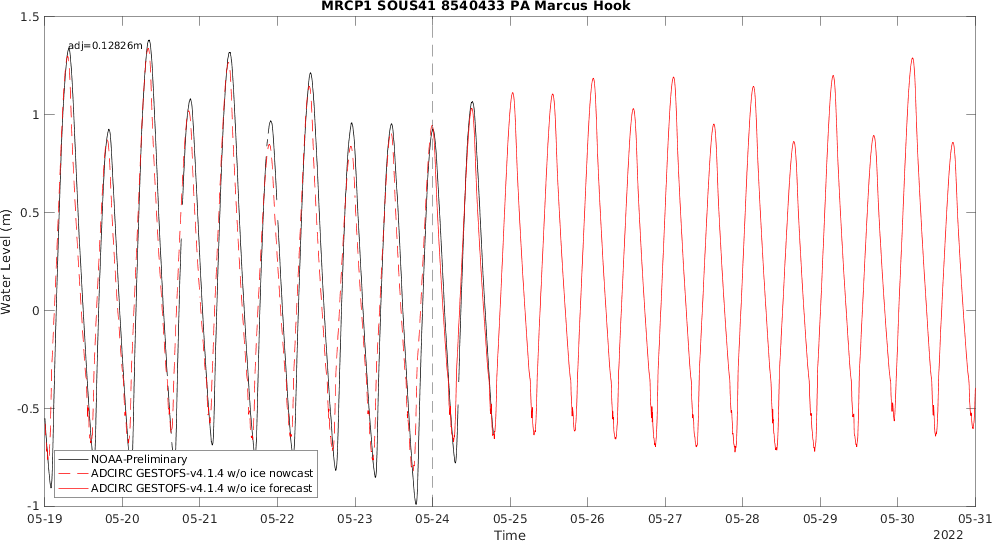 MRCP1 SOUS41 8540433 PA Marcus Hook
adj=0.12826m
1.5
1
0.5
0
-0.5
-1
Water Level (m)
NOAA-Preliminary
ADCIRC GESTOFS-v4.1.4 w/o ice nowcast
ADCIRC GESTOFS-v4.1.4 w/o ice forecast
05-19 05-20 05-21 05-22 05-23 05-24 05-25 05-26 05-27 05-28 05-29 05-30 05-31
Time
2022